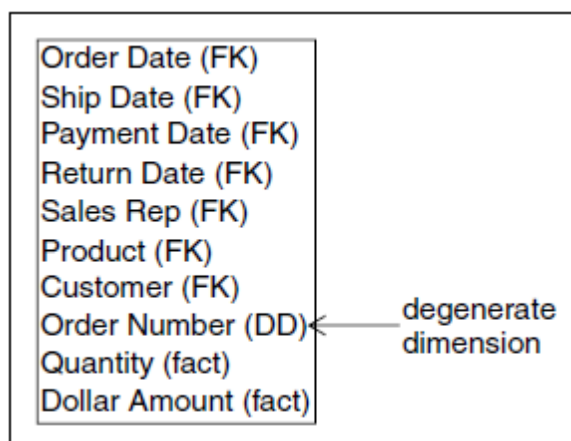 Order Date (FK)
Ship Date (FK)
Payment Date (FK)
Return Date (FK)
Sales Rep (FK)
Product (FK)
Customer (FK)
Order Number (DD)
degenerate
dimension
Quantity (fact)
Dollar Amount (fact)